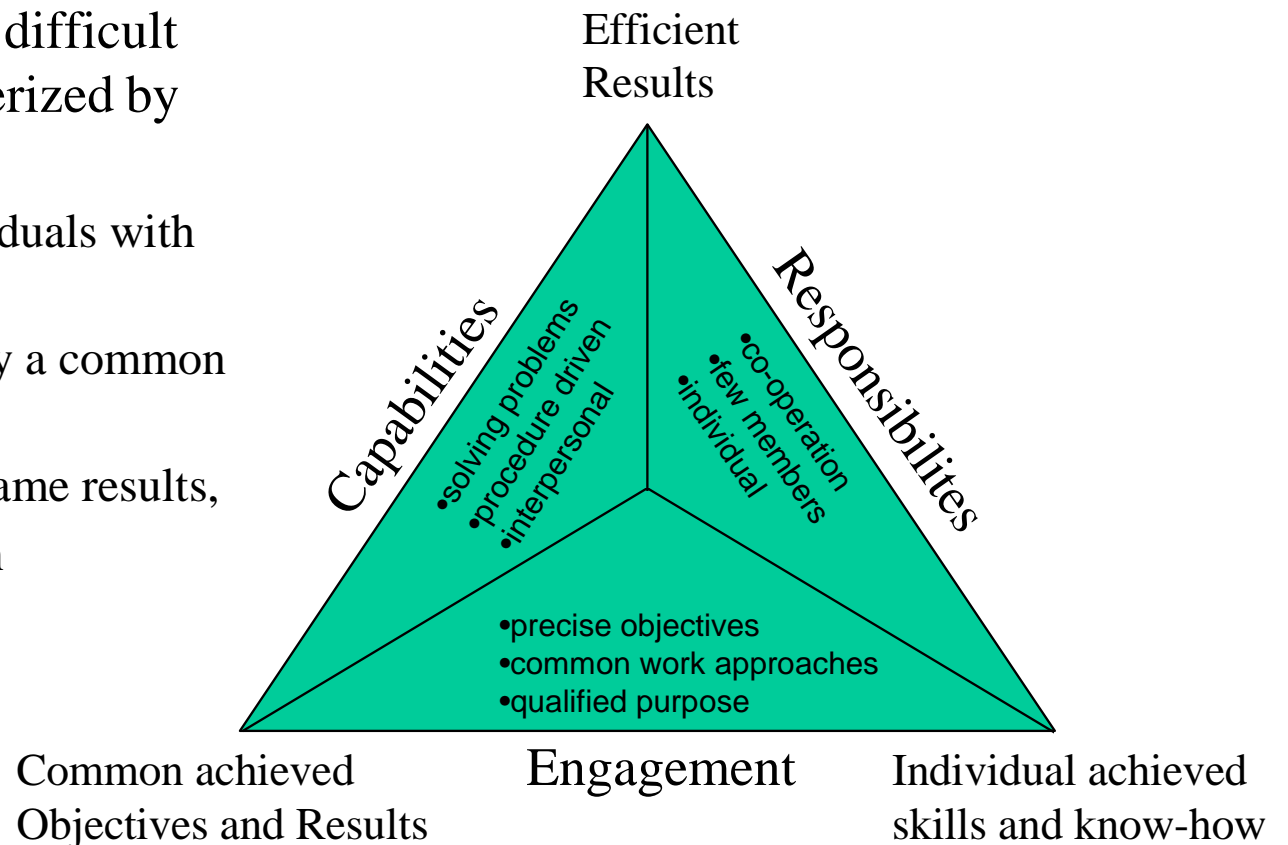 difficult
erized by
duals with
y a common
ame results,
Efficient
Results
Capabilities
•solving problems
•procedure driven
•interpersonal
Responsibilites
•co-operation
•few members
•individual
•precise objectives
•common work approaches
•qualified purpose
Engagement
Common achieved
Objectives and Results
Individual achieved
skills and know-how